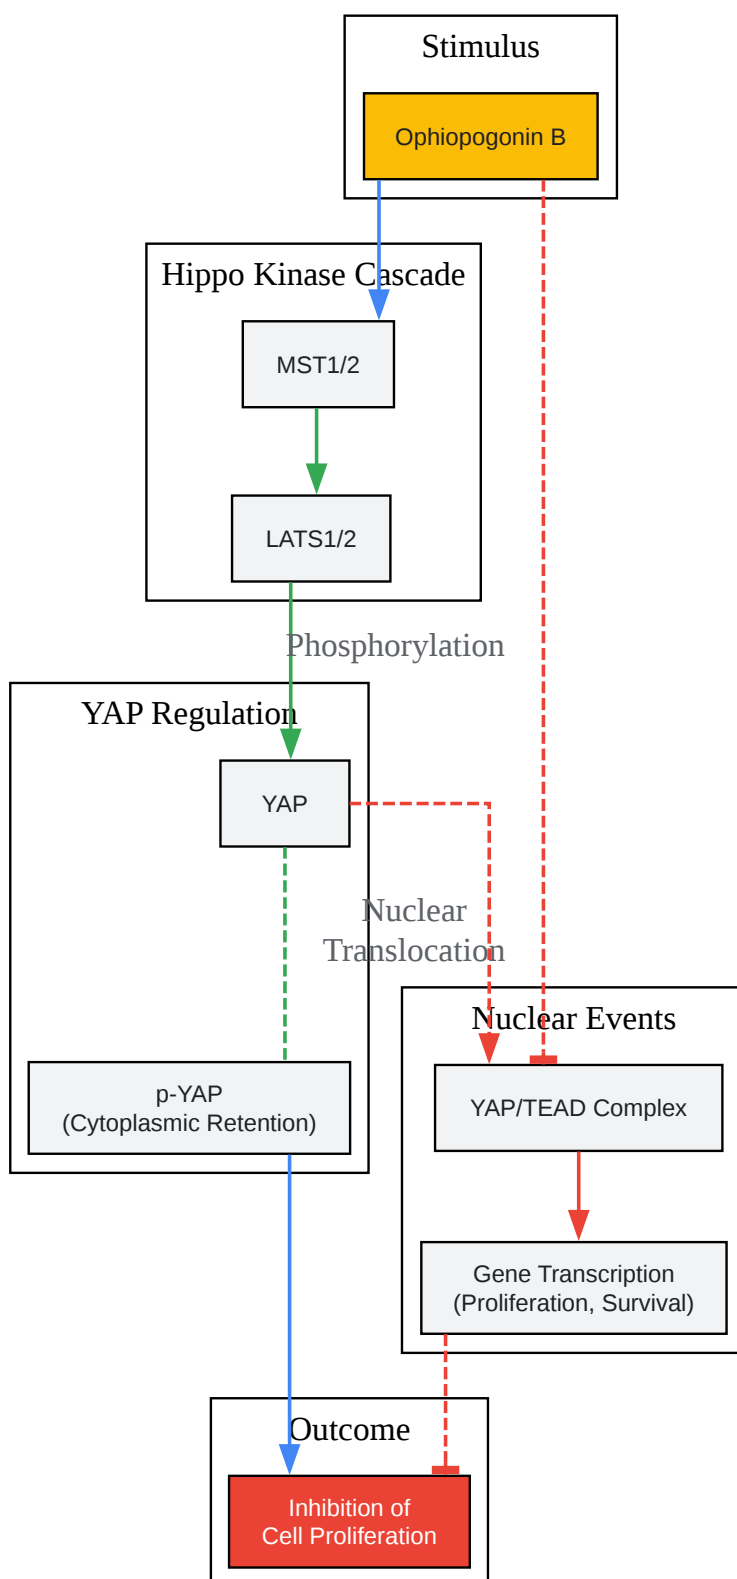 Stimulus
Ophiopogonin B
Hippo Kinase Cascade
MST1/2
LATS1/2
Phosphorylation
YAP Regulation
YAP
Nuclear
Translocation
Nuclear Events
p-YAP
(Cytoplasmic Retention)
YAP/TEAD Complex
Gene Transcription
(Proliferation, Survival)
Outcome
Inhibition of
Cell Proliferation